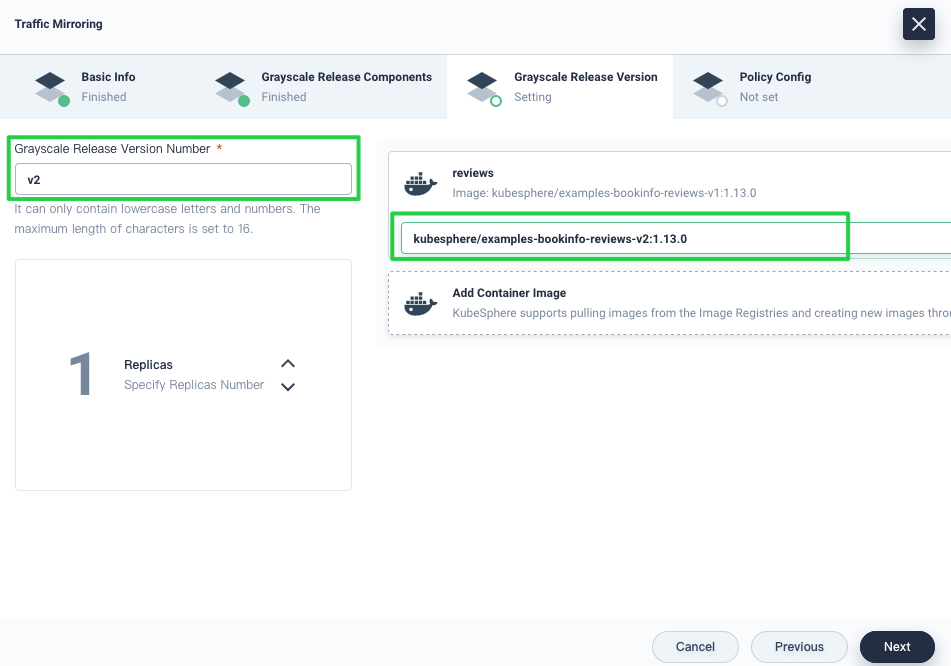 Traffic Mirroring
Basic Info
Finished
Grayscale Release Components
Finished
Grayscale Release Version
Setting
Policy Config
Not set
Grayscale Release Version Number *
v2
It can only contain lowercase letters and numbers. The
maximum length of characters is set to 16.
1
Replicas
Specify Replicas Number
reviews
Image: kubesphere/examples-bookinfo-reviews-v1:1.13.0
kubesphere/examples-bookinfo-reviews-v2:1.13.0
Add Container Image
KubeSphere supports pulling images from the Image Registries and creating new images
Cancel
Previous
Next